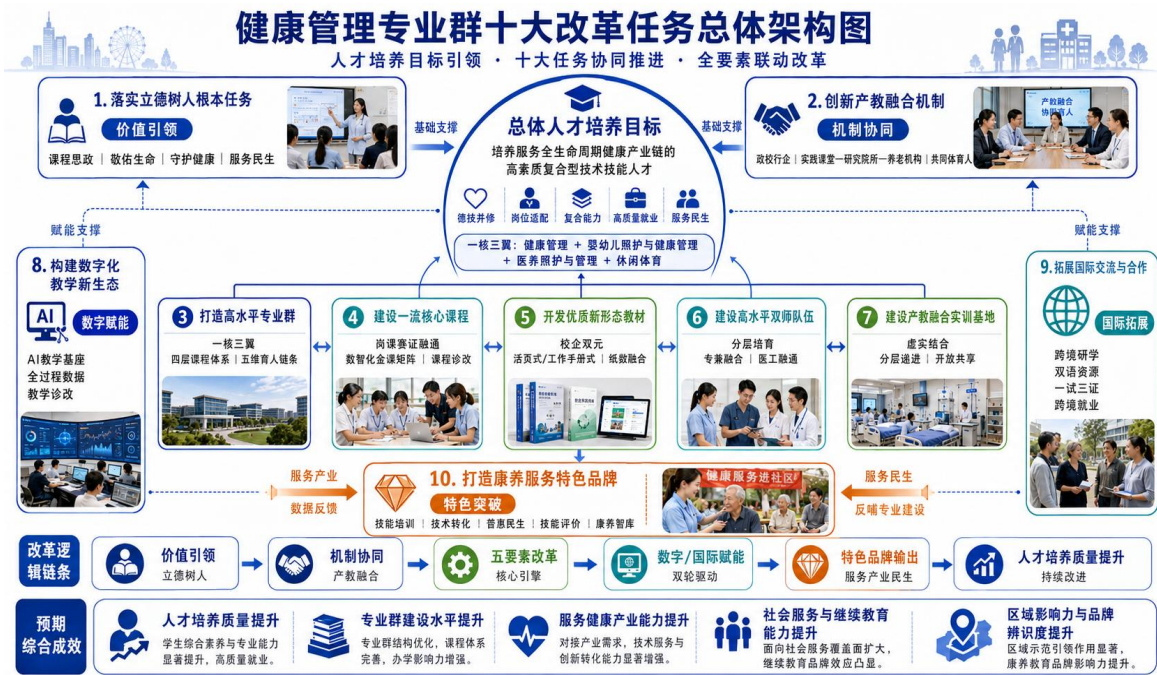 健康管理专业群十大改革任务总体架构图
人才培养目标引领 · 十大任务协同推进 · 全要素联动改革
1. 落实立德树人根本任务
价值引领
课程思政 | 敬佑生命 | 守护健康 | 服务民生
基础支撑
总体人才培养目标
培养服务全生命周期健康产业链的
高素质复合型技术技能人才
德技并修
岗位适配
复合能力
高质量就业
服务民生
一核三翼：健康管理 + 婴幼儿照护与健康管理
+ 医养照护与管理 + 休闲体育
基础支撑
2. 创新产教融合机制
机制协同
政校行企 | 实践课堂一研究院所一养老机构 | 共同体育人
产教融合
协同育人
赋能支撑
赋能支撑
8. 构建数字化
教学新生态
AI
数字赋能
AI教学基座
全过程数据
教学诊改
3 打造高水平专业群
一核三翼
四层课程体系 | 五维育人链条
4 建设一流核心课程
岗课赛证融通
数智化金课矩阵 | 课程诊改
5 开发优质新形态教材
校企双元
活页式/工作手册式 | 纸数融合
6 建设高水平双师队伍
分层培育
专兼融合 | 医工融通
7 建设产教融合实训基地
虚实结合
分层递进 | 开放共享
9. 拓展国际交流与合作
国际拓展
跨境研学
双语资源
一试三证
跨境就业
服务产业
数据反馈
10. 打造康养服务特色品牌
特色突破
技能培训 | 技术转化 | 普惠民生 | 技能评价 | 康养智库
健康服务进社区
服务民生
反哺专业建设
改革逻
辑链条
价值引领
立德树人
机制协同
产教融合
五要素改革
核心引擎
数字/国际赋能
双轮驱动
特色品牌输出
服务产业民生
人才培养质量提升
持续改进
预期
综合成效
人才培养质量提升
学生综合素养与专业能力
显著提升，高质量就业。
专业群建设水平提升
专业群结构优化，课程体系
完善，办学影响力增强。
服务健康产业能力提升
对接产业需求，技术服务与
创新转化能力显著增强。
社会服务与继续教育
能力提升
面向社会服务覆盖面扩大，
继续教育品牌效应凸显。
区域影响力与品牌
辨识度提升
区域示范引领作用显著，
康养教育品牌影响力提升。